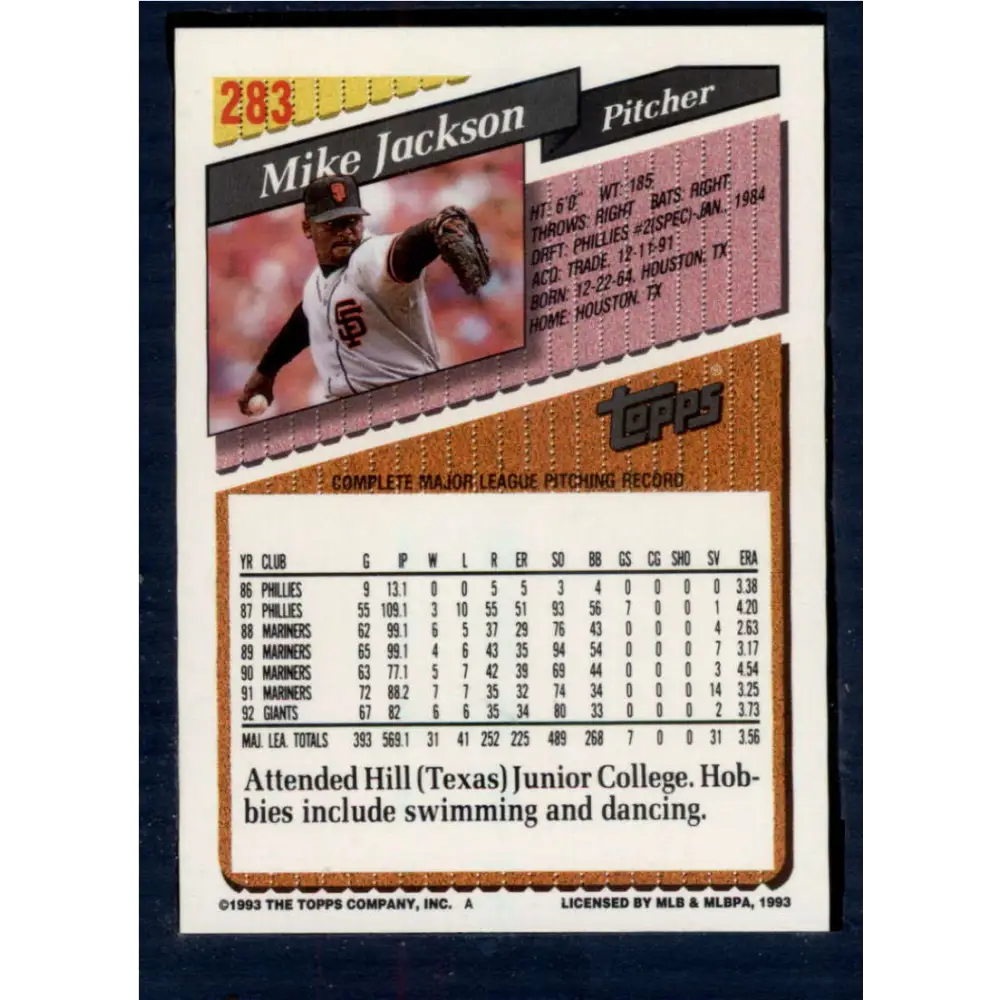 283
Mike Jackson
Pitcher
HT: 6'0" WT: 185
THROWS: RIGHT BATS: RIGHT
DRFT: PHILLIES #2(SPEC)-JAN., 1984
ACQ: TRADE, 12-11-91
BORN: 12-22-64, HOUSTON, TX
HOME: HOUSTON, TX
SF
TOPPS®
COMPLETE MAJOR LEAGUE PITCHING RECORD
YR CLUB G IP W L R ER SO BB GS CG SHO SV ERA
86 PHILLIES 9 13.1 0 0 5 5 3 4 0 0 0 0 3.38
87 PHILLIES 55 109.1 3 10 55 51 93 56 7 0 0 1 4.20
88 MARINERS 62 99.1 6 5 37 29 76 43 0 0 0 4 2.63
89 MARINERS 65 99.1 4 6 43 35 94 54 0 0 0 7 3.17
90 MARINERS 63 77.1 5 7 42 39 69 44 0 0 0 3 4.54
91 MARINERS 72 88.2 7 7 35 32 74 34 0 0 0 14 3.25
92 GIANTS 67 82 6 6 35 34 80 33 0 0 0 2 3.73
MAJ. LEA. TOTALS 393 569.1 31 41 252 225 489 268 7 0 0 31 3.56
Attended Hill (Texas) Junior College. Hob-
bies include swimming and dancing.
©1993 THE TOPPS COMPANY, INC. A LICENSED BY MLB & MLBPA, 1993